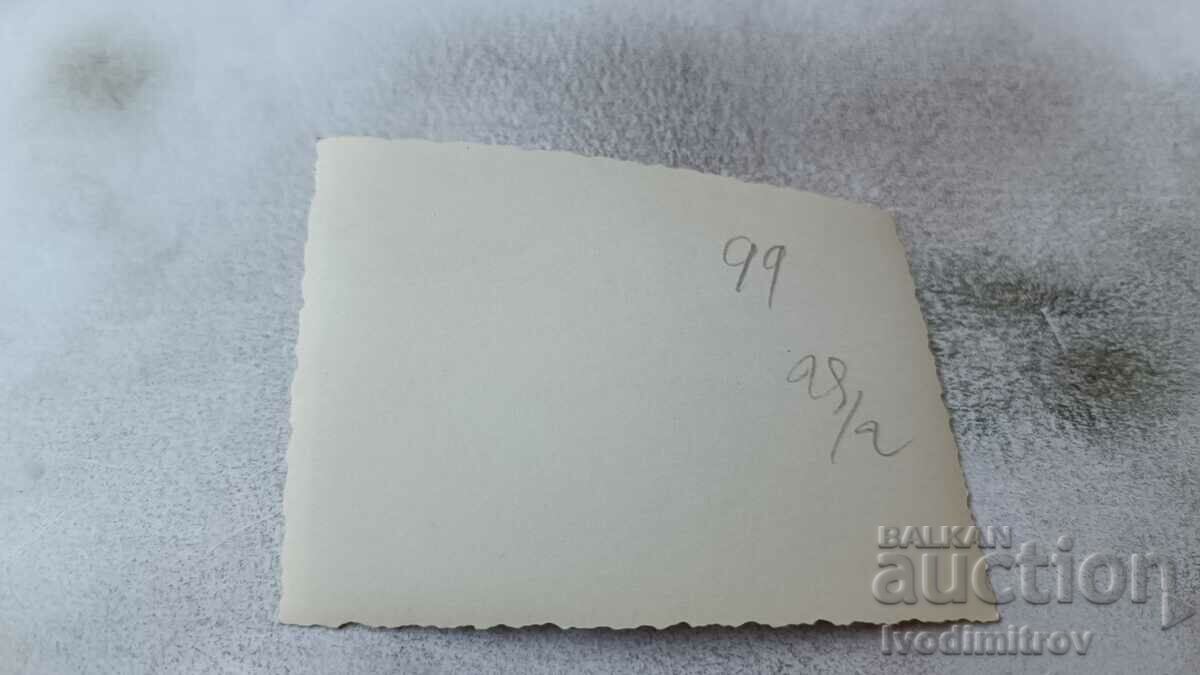 99
28/2
BALKAN
auction
Ivodimitrov